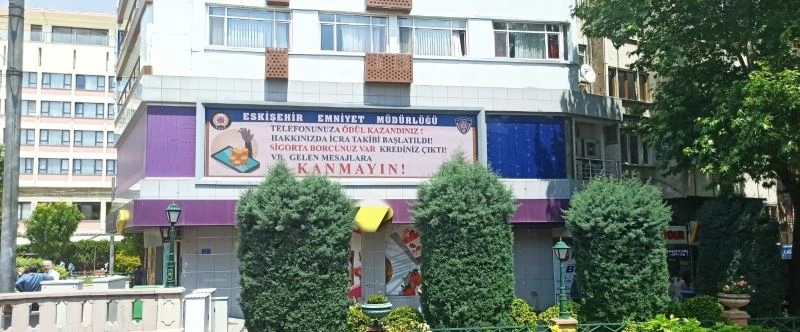 ESKİŞEHİR EMNİYET MÜDÜRLÜĞÜ
TELEFONUNUZA ÖDÜL KAZANDINIZ !
HAKKINIZDA İCRA TAKİBİ BAŞLATILDI!
SİGORTA BORCUNUZ VAR KREDİNİZ ÇIKTI!
VB. GELEN MESAJLARA
KANMAYIN!